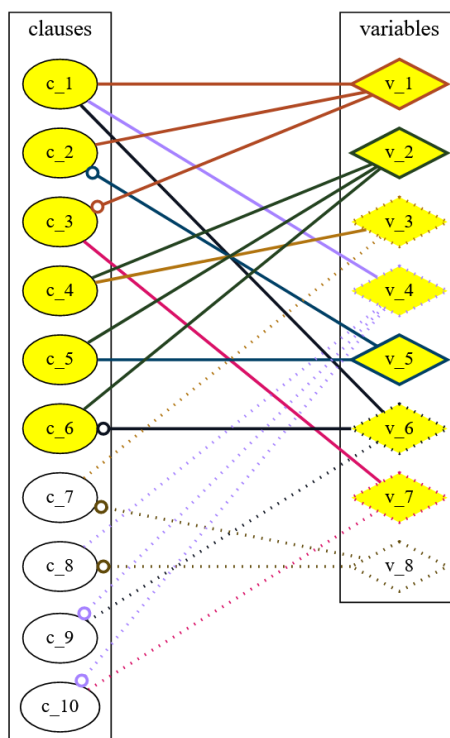 clauses
variables
c_1
v_1
c_2
v_2
c_3
v_3
c_4
v_4
c_5
v_5
c_6
v_6
c_7
v_7
c_8
v_8
c_9
c_10